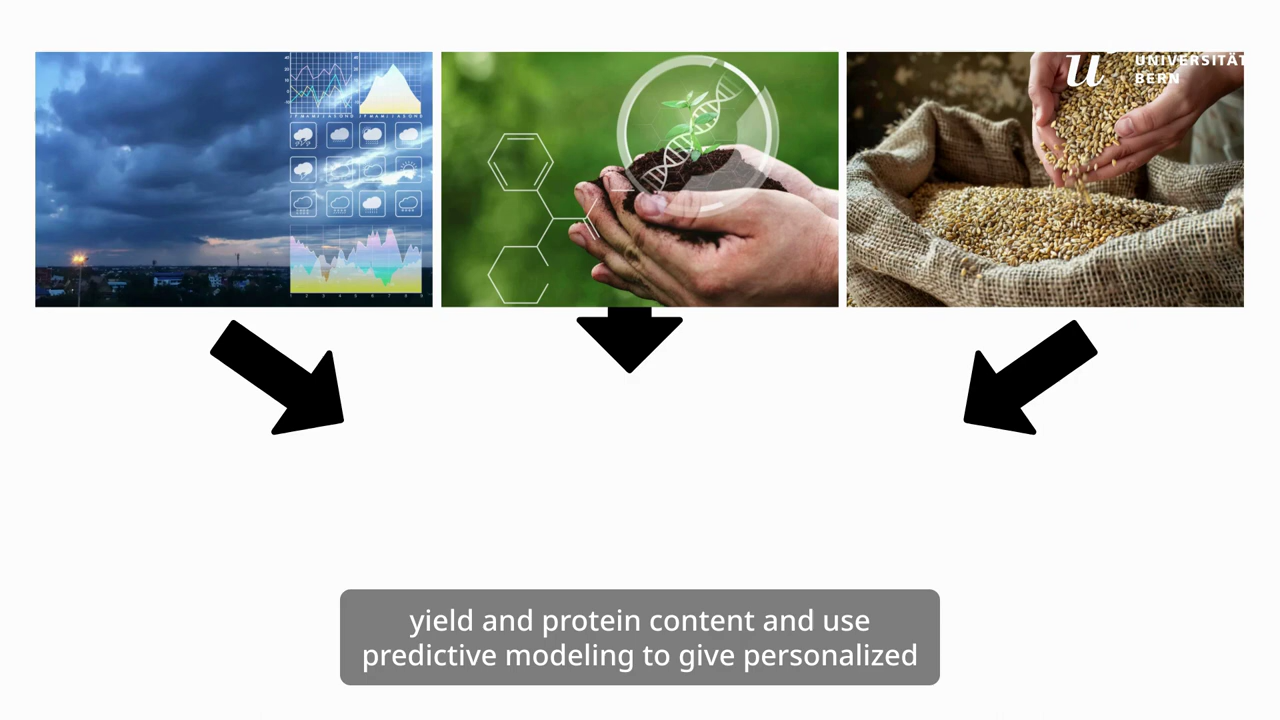 UNIVERSITÄT
BERN
yield and protein content and use
predictive modeling to give personalized